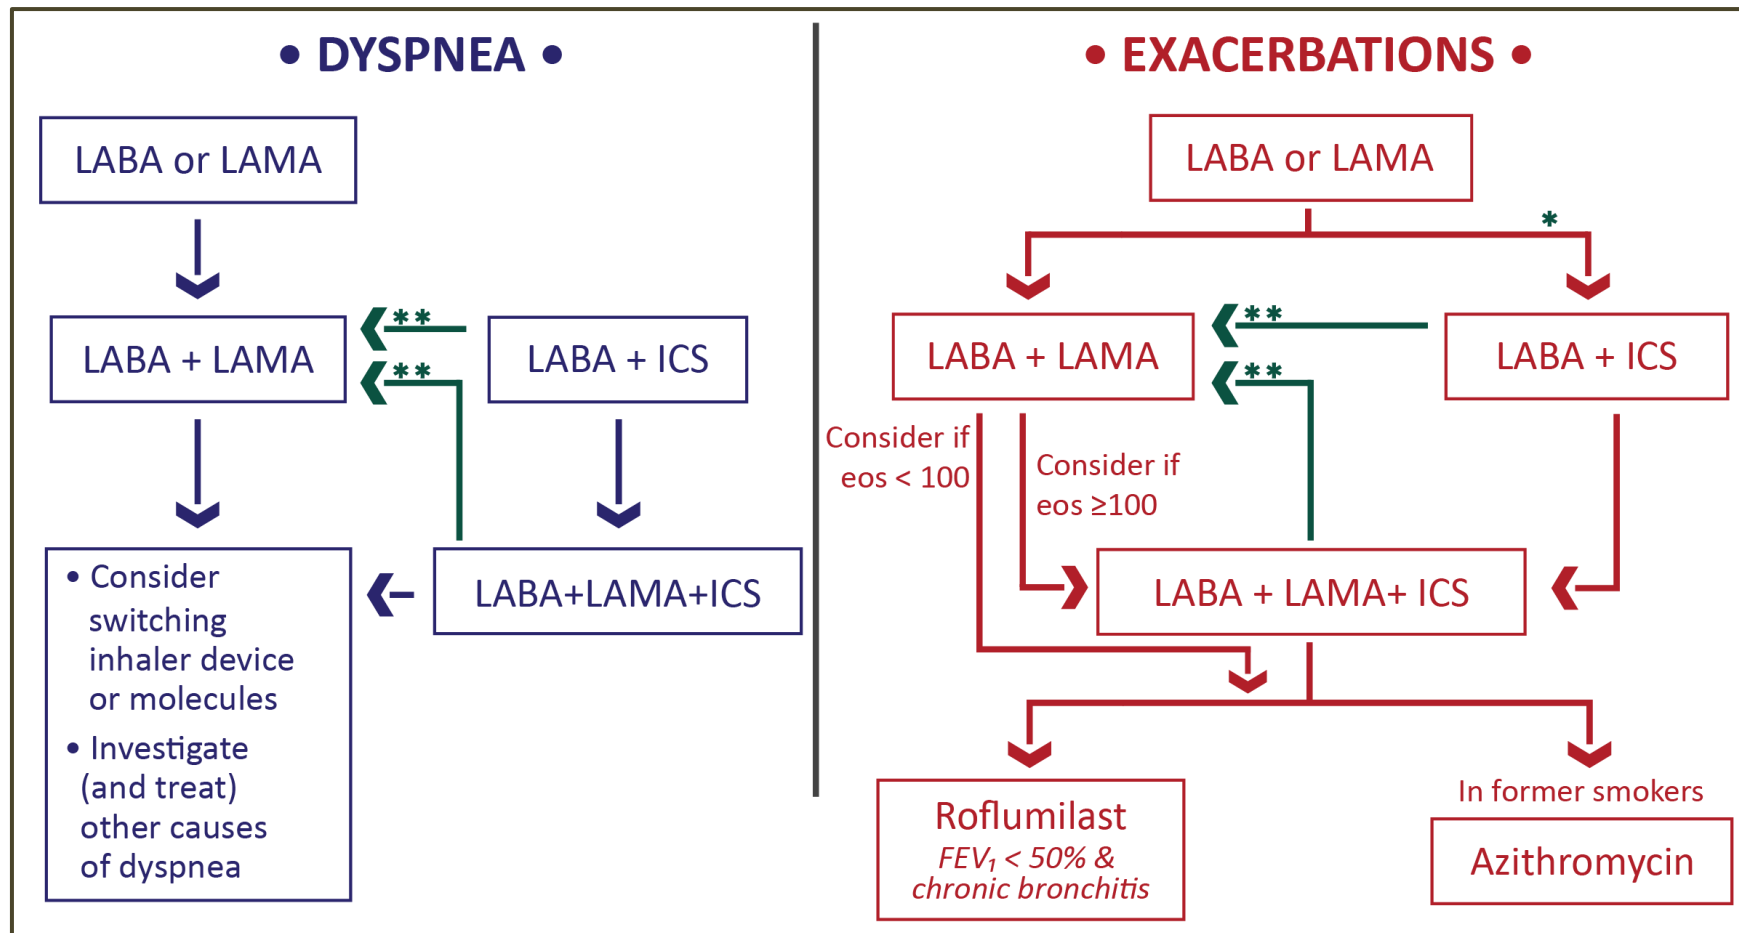 • DYSPNEA •
LABA or LAMA
LABA + LAMA
**
**
LABA + ICS
• Consider
switching
inhaler device
or molecules
• Investigate
(and treat)
other causes
of dyspnea
LABA+LAMA+ICS
• EXACERBATIONS •
LABA or LAMA
*
LABA + LAMA
**
**
LABA + ICS
Consider if
eos < 100
Consider if
eos ≥100
LABA + LAMA+ ICS
Roflumilast
FEV₁ < 50% &
chronic bronchitis
In former smokers
Azithromycin